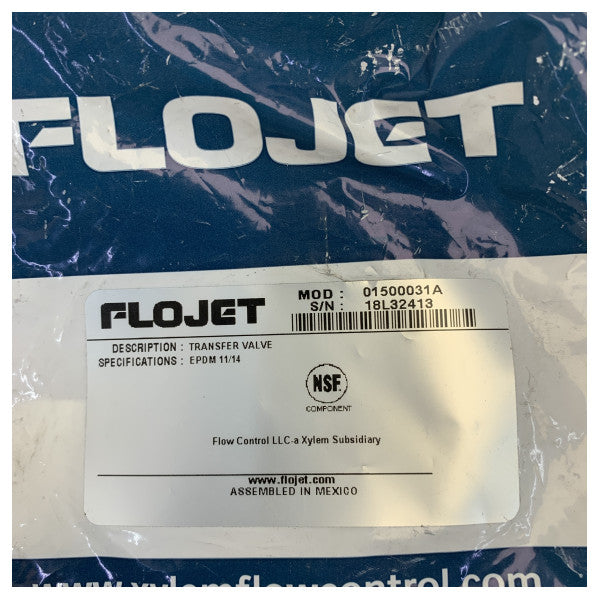 FLOJET
FLOJET
MOD : 01500031A
S/N : 18L32413
DESCRIPTION : TRANSFER VALVE
SPECIFICATIONS : EPDM 11/14
NSF
COMPONENT
Flow Control LLC-a Xylem Subsidiary
www.flojet.com
ASSEMBLED IN MEXICO
www.xylemflowcontrol.com